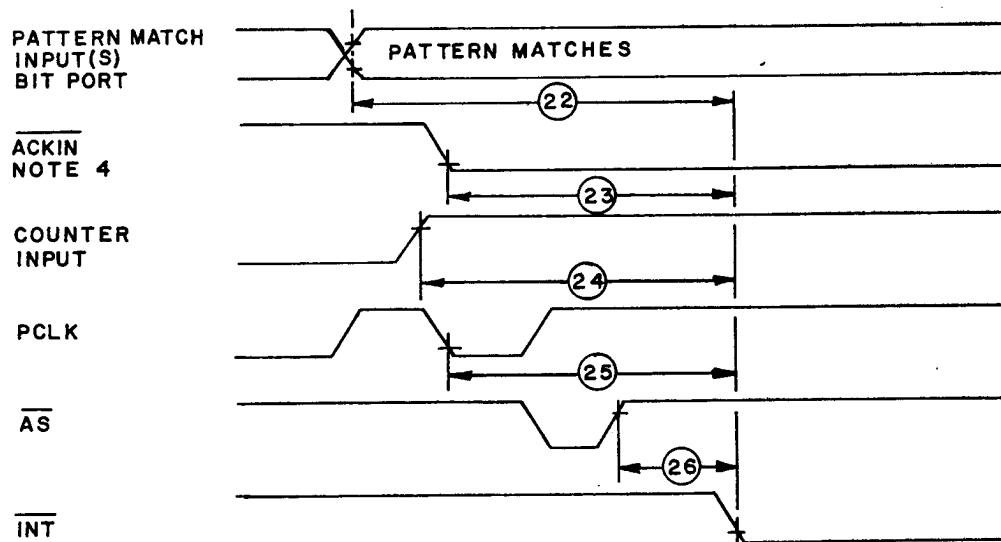 PATTERN MATCH
INPUT(S)
BIT PORT
PATTERN MATCHES
22
ACKIN
NOTE 4
23
COUNTER
INPUT
24
PCLK
25
AS
26
INT